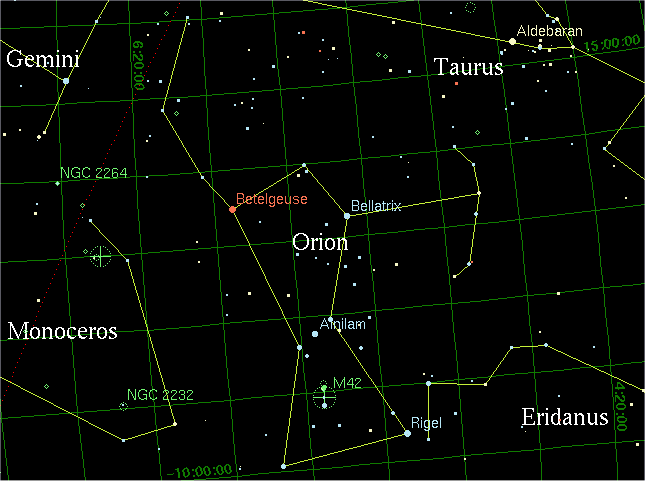 Aldebaran
Gemini
6:20:00
15:00:00
Taurus
NGC 2264
Betelgeuse
Bellatrix
Orion
Monoceros
Alnilam
M42
NGC 2232
Rigel
Eridanus
4:20:00
-10:00:00